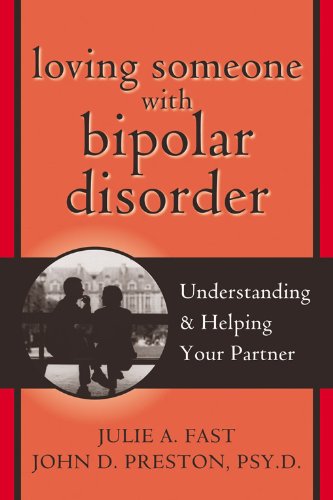 loving someone
with
bipolar
disorder
Understanding
& Helping
Your Partner
JULIE A. FAST
JOHN D. PRESTON, PSY.D.